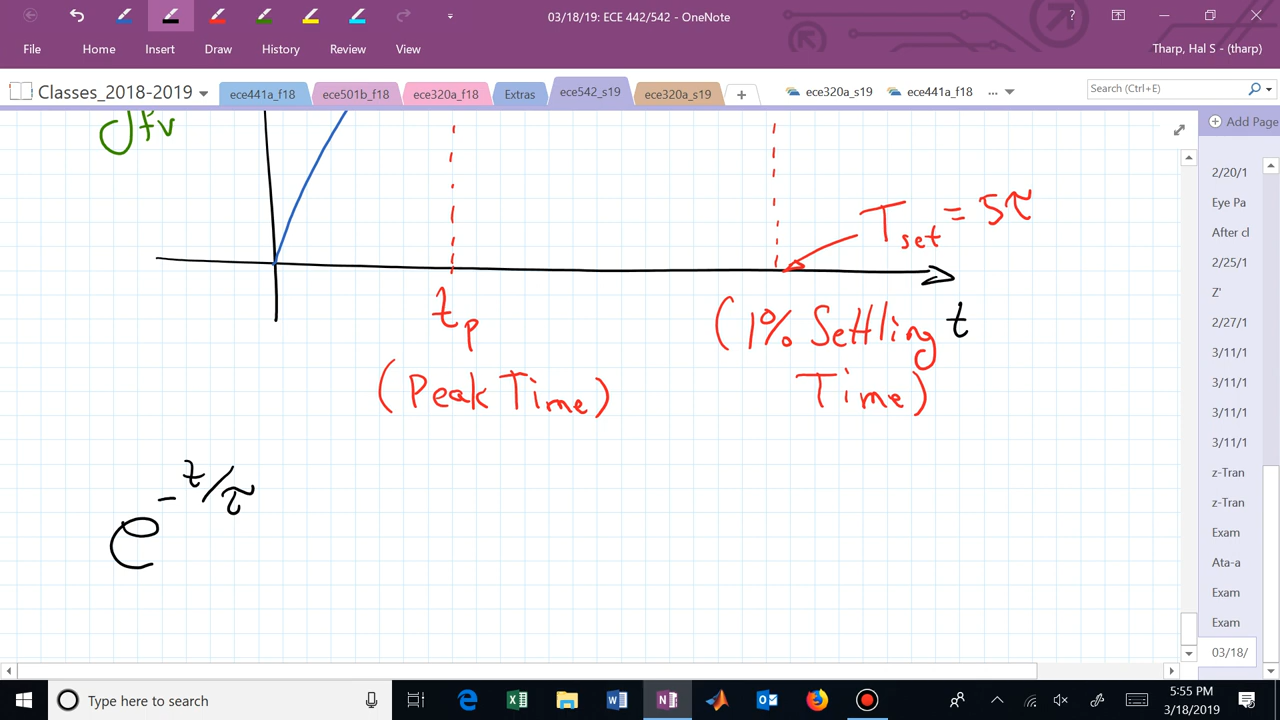 03/18/19: ECE 442/542 - OneNote
File Home Insert Draw History Review View
Tharp, Hal S - (tharp)
Classes_2018-2019
ece441a_f18 ece501b_f18 ece320a_f18 Extras ece542_s19 ece320a_s19
ece320a_s19 ece441a_f18 ...
Search (Ctrl+E)
Add Page
2/20/1
Eye Pa
After cl
2/25/1
Z'
2/27/1
3/11/1
3/11/1
3/11/1
3/11/1
z-Tran
z-Tran
Exam
Ata-a
Exam
Exam
03/18/
T_set = 5τ
t_p
(Peak Time)
(1% Settling
Time)
t
e^{-t/τ}
Type here to search
5:55 PM
3/18/2019